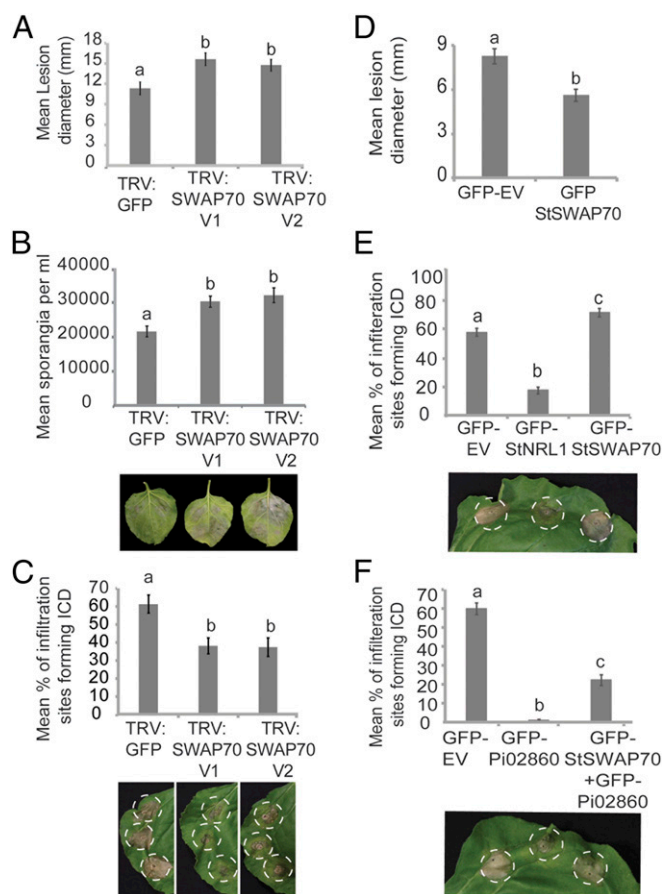 A
Mean Lesion
diameter (mm)
18
15
12
9
6
3
0
a
b
b
TRV:
GFP
TRV:
SWAP70
V1
TRV:
SWAP70
V2
B
Mean sporangia per ml
40000
30000
20000
10000
0
a
b
b
TRV:
GFP
TRV:
SWAP70
V1
TRV:
SWAP70
V2
C
Mean % of infiltration
sites forming ICD
70
60
50
40
30
20
10
0
a
b
b
TRV:
GFP
TRV:
SWAP70
V1
TRV:
SWAP70
V2
D
Mean lesion
diameter (mm)
9
6
3
0
a
b
GFP-EV
GFP
StSWAP70
E
Mean % of infiteration
sites forming ICD
100
80
60
40
20
0
a
b
c
GFP-
EV
GFP-
StNRL1
GFP-
StSWAP70
F
Mean % of infilteration
sites forming ICD
70
60
50
40
30
20
10
0
a
b
c
GFP-
EV
GFP-
Pi02860
GFP-
StSWAP70
+GFP-
Pi02860